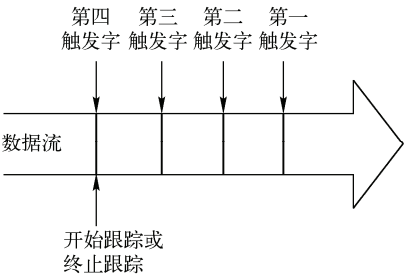 第四 第三 第二 第一
触发字 触发字 触发字 触发字
数据流
开始跟踪或
终止跟踪